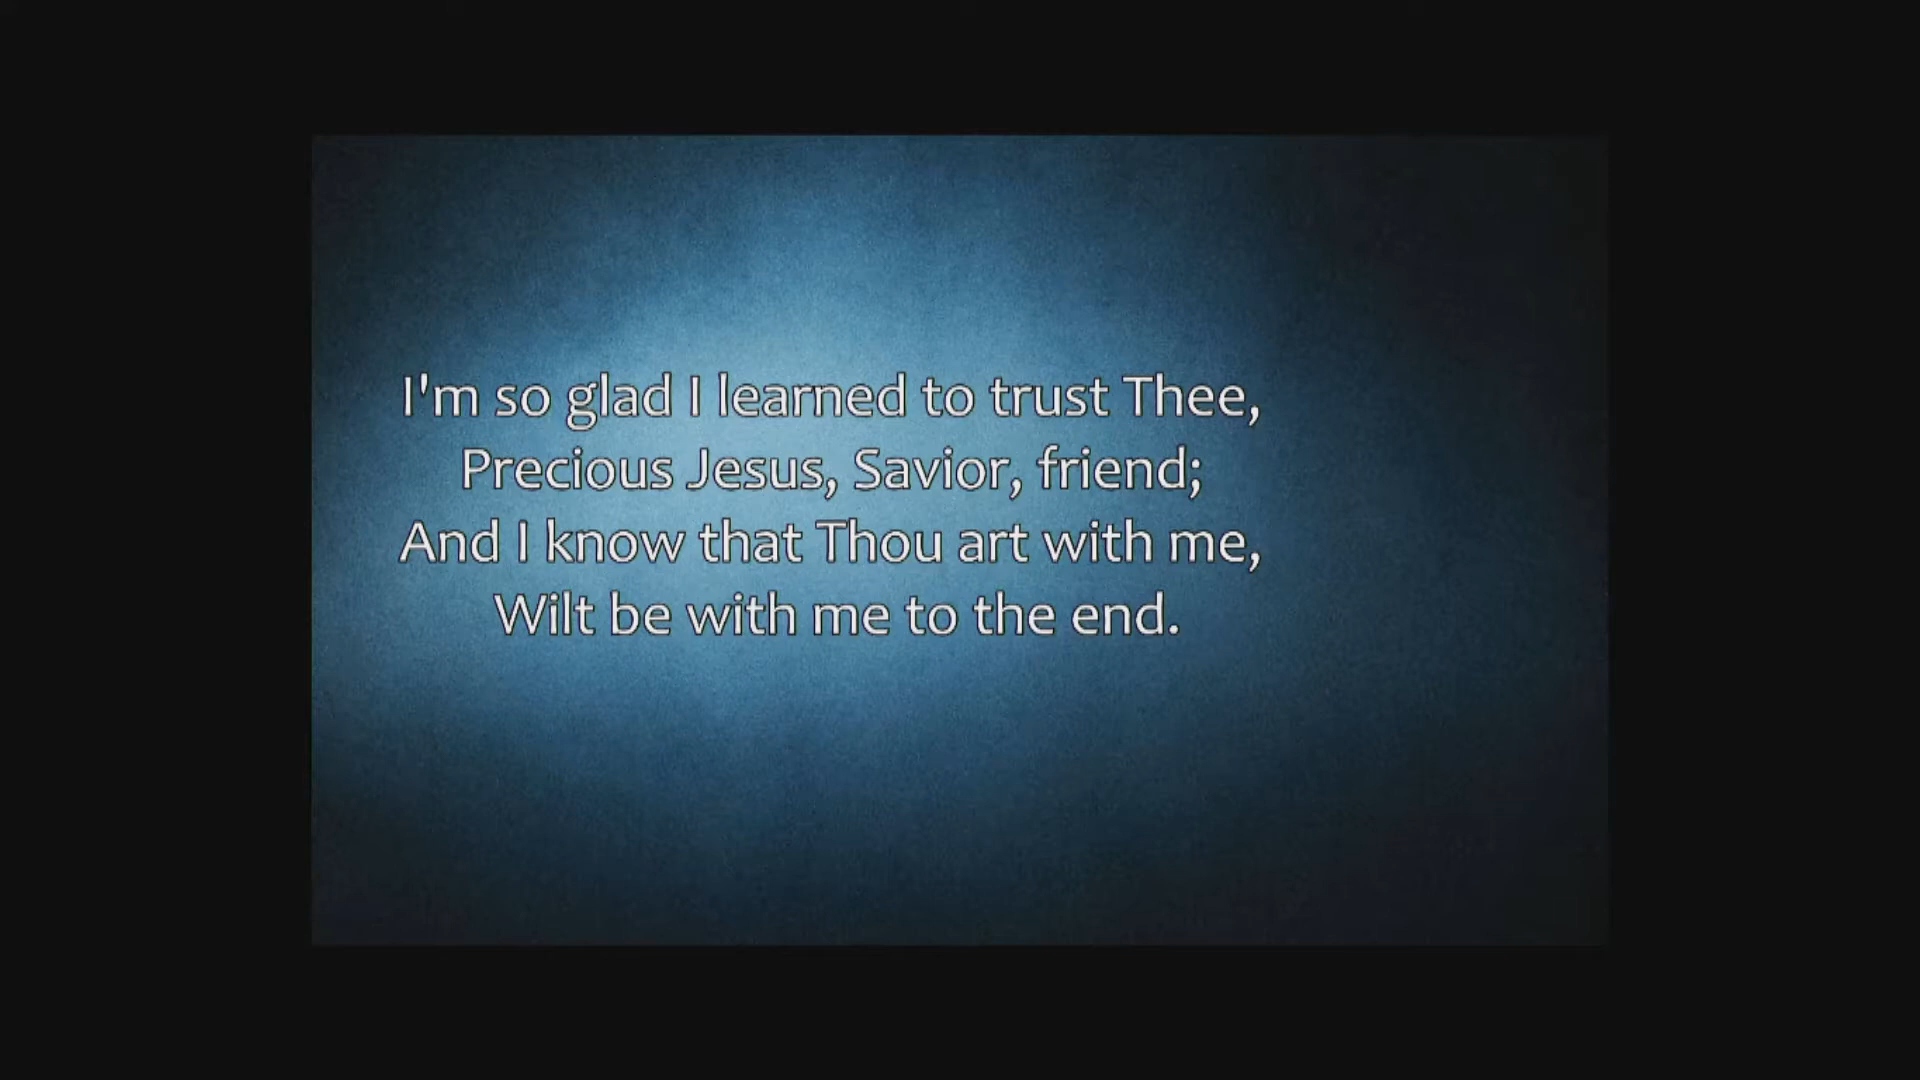 I'm so glad I learned to trust Thee,
Precious Jesus, Savior, friend;
And I know that Thou art with me,
Wilt be with me to the end.